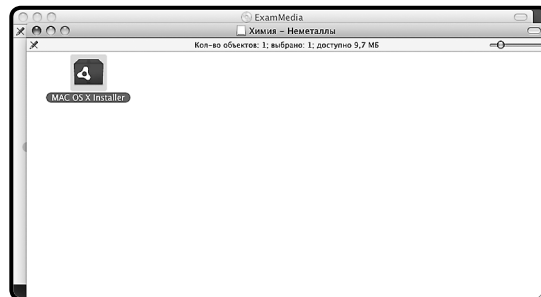 ExamMedia
Химия – Неметаллы
Кол-во объектов: 1; выбрано: 1; доступно 9,7 МБ
MAC OS X Installer